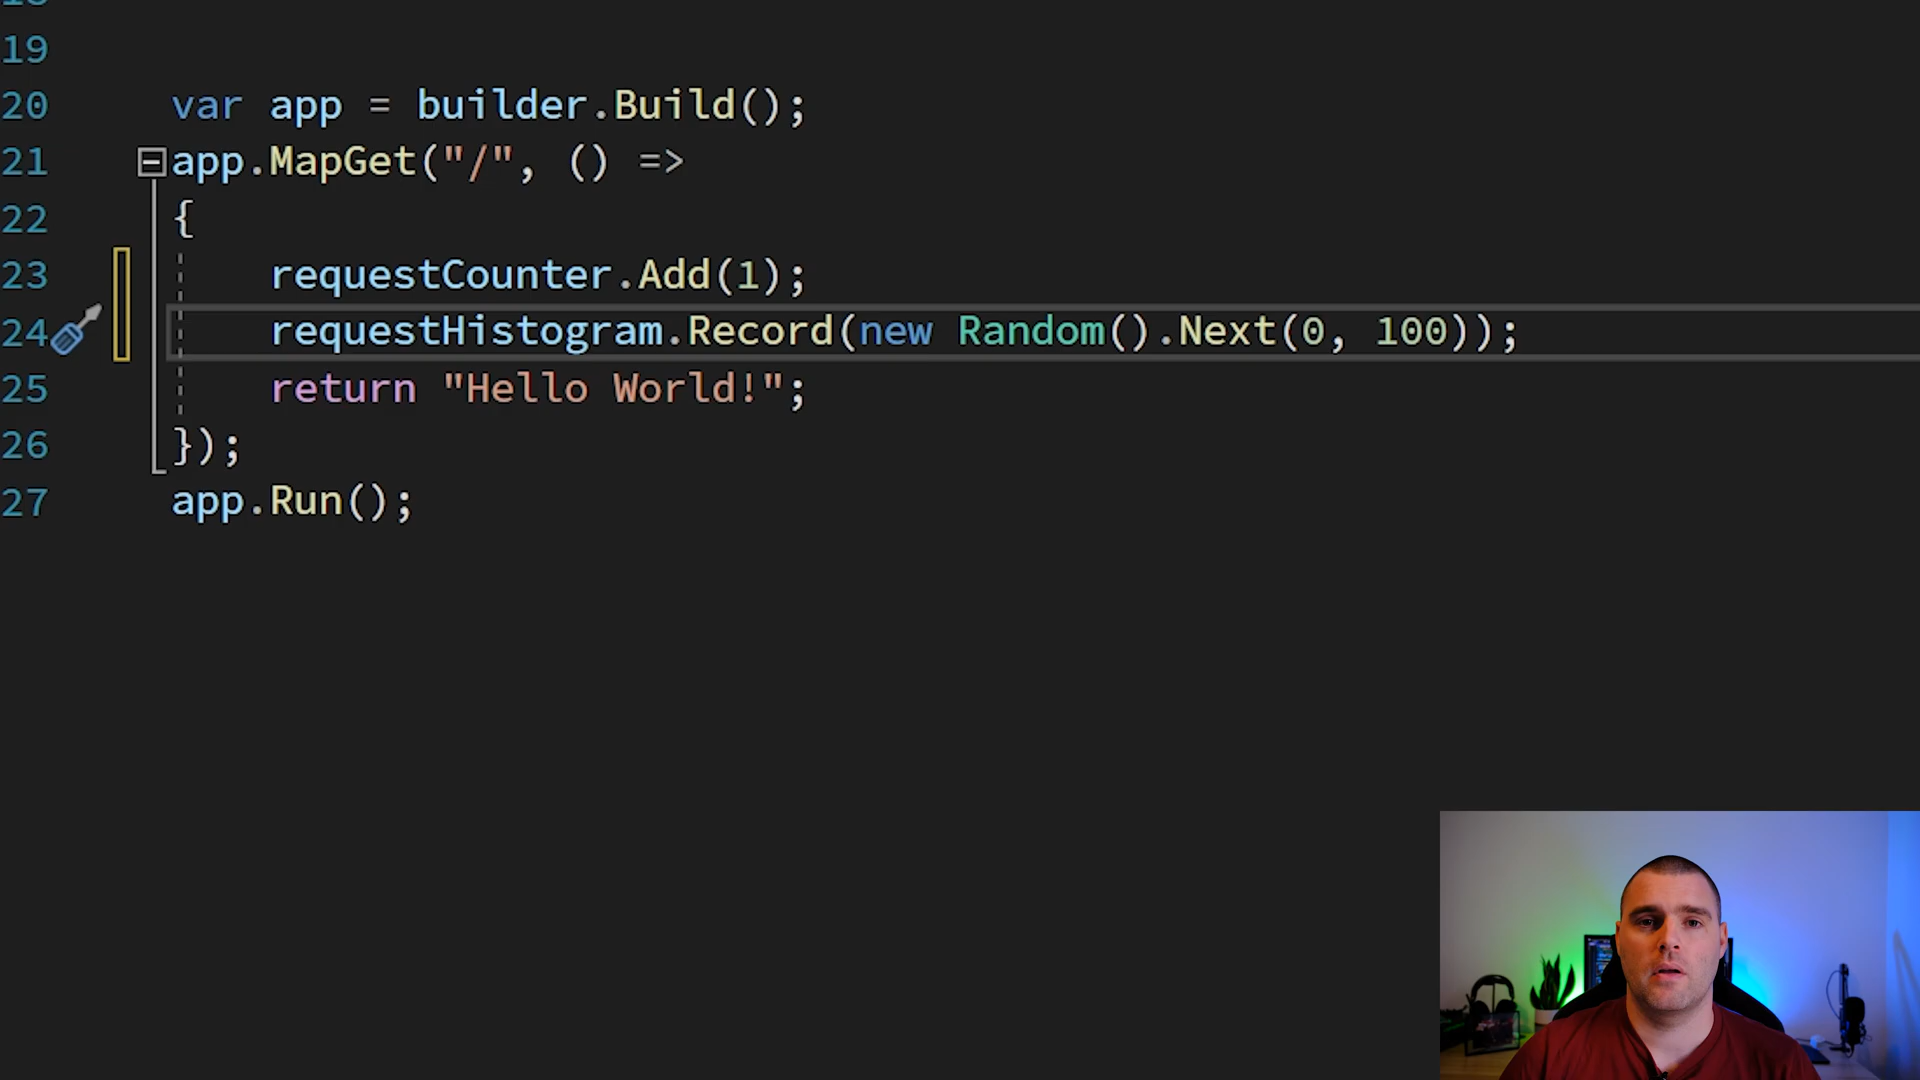 19
20 var app = builder.Build();
21 app.MapGet("/", () =>
22 {
23 requestCounter.Add(1);
24 requestHistogram.Record(new Random().Next(0, 100));
25 return "Hello World!";
26 });
27 app.Run();